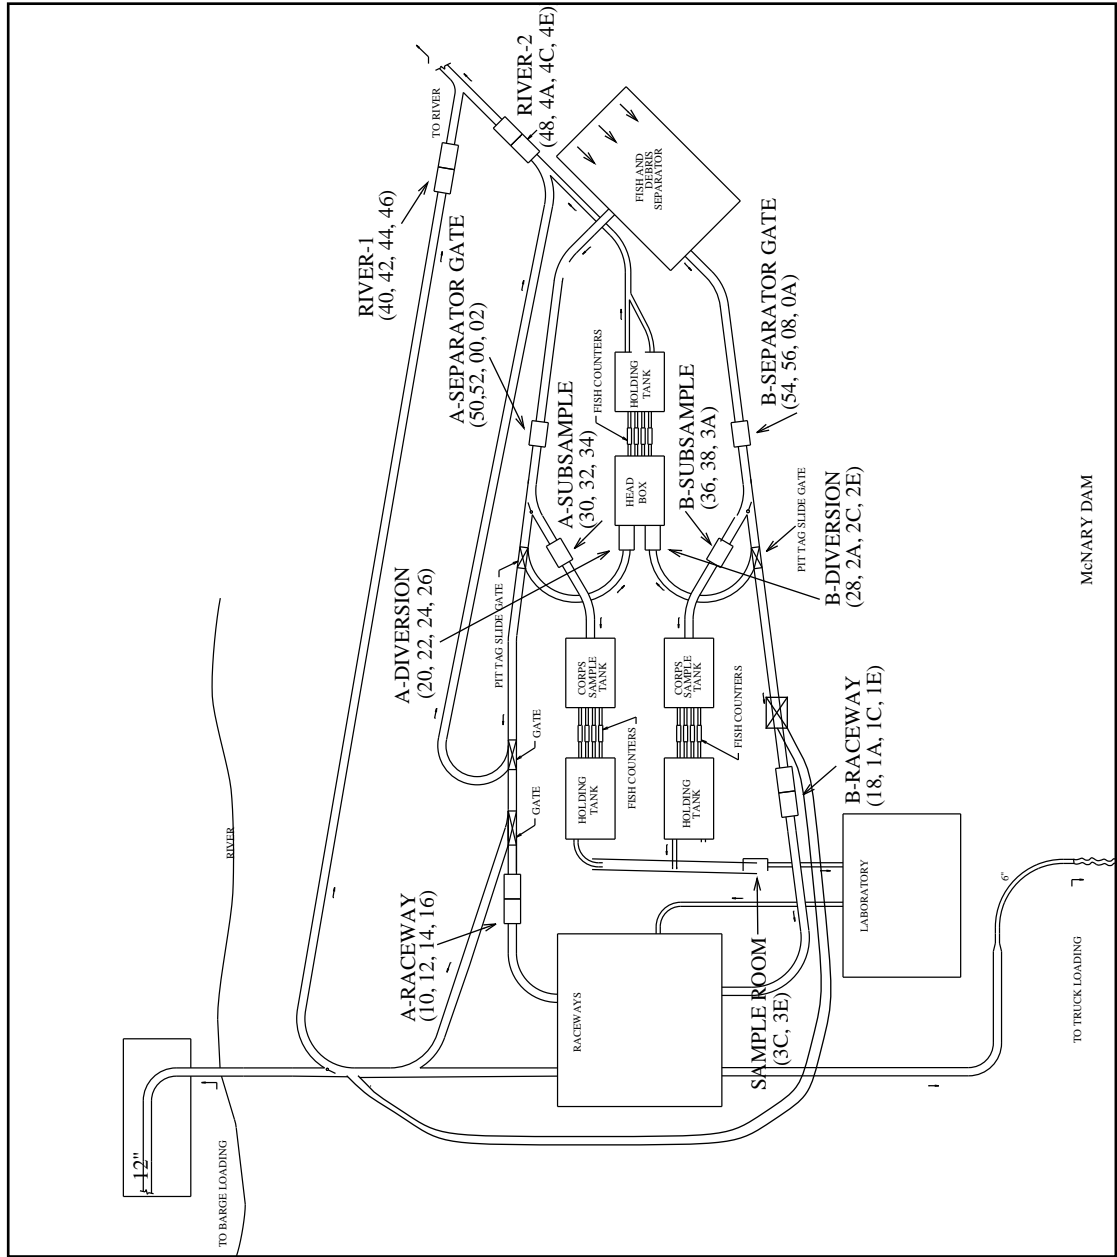 RIVER-2
(48, 4A, 4C, 4E)
TO RIVER
RIVER-1
(40, 42, 44, 46)
FISH AND
DEBRIS
SEPARATOR
A-SEPARATOR GATE
(50,52, 00, 02)
B-SEPARATOR GATE
(54, 56, 08, 0A)
FISH COUNTERS
HOLDING
TANK
A-SUBSAMPLE
(30, 32, 34)
HEAD
BOX
B-SUBSAMPLE
(36, 38, 3A)
PIT TAG SLIDE GATE
B-DIVERSION
(28, 2A, 2C, 2E)
A-DIVERSION
(20, 22, 24, 26)
PIT TAG SLIDE GATE
CORPS
SAMPLE
TANK
CORPS
SAMPLE
TANK
FISH COUNTERS
FISH COUNTERS
GATE
GATE
HOLDING
TANK
HOLDING
TANK
B-RACEWAY
(18, 1A, 1C, 1E)
A-RACEWAY
(10, 12, 14, 16)
RIVER
RACEWAYS
SAMPLE ROOM
(3C, 3E)
LABORATORY
6"
McNARY DAM
TO TRUCK LOADING
12"
TO BARGE LOADING